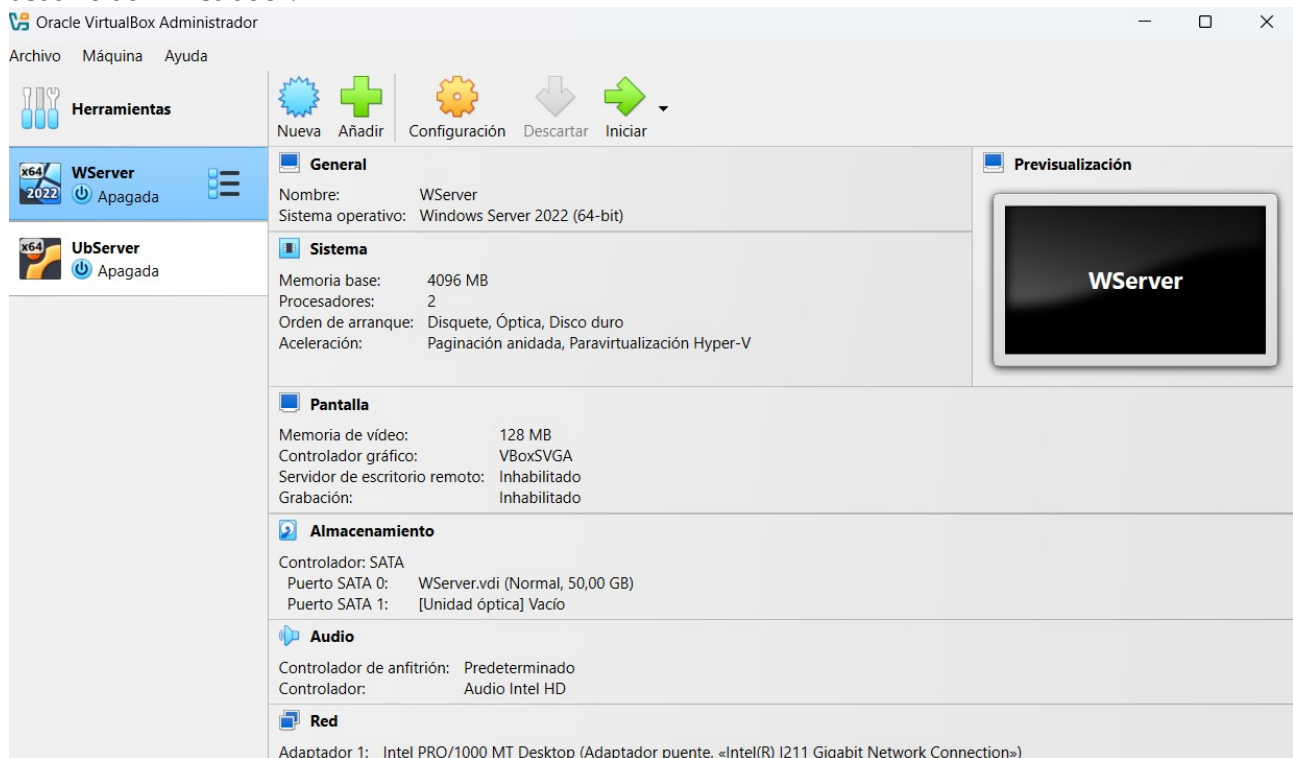 Oracle VirtualBox Administrador
Archivo Máquina Ayuda
Herramientas
Nueva Añadir Configuración Descartar Iniciar
x64 2022 WServer
Apagada
x64 UbServer
Apagada
General
Nombre: WServer
Sistema operativo: Windows Server 2022 (64-bit)
Previsualización
WServer
Sistema
Memoria base: 4096 MB
Procesadores: 2
Orden de arranque: Disquete, Óptica, Disco duro
Aceleración: Paginación anidada, Paravirtualización Hyper-V
Pantalla
Memoria de vídeo: 128 MB
Controlador gráfico: VBoxSVGA
Servidor de escritorio remoto: Inhabilitado
Grabación: Inhabilitado
Almacenamiento
Controlador: SATA
Puerto SATA 0: WServer.vdi (Normal, 50,00 GB)
Puerto SATA 1: [Unidad óptica] Vacío
Audio
Controlador de anfitrión: Predeterminado
Controlador: Audio Intel HD
Red
Adaptador 1: Intel PRO/1000 MT Desktop (Adaptador puente, «Intel(R) I211 Gigabit Network Connection»)